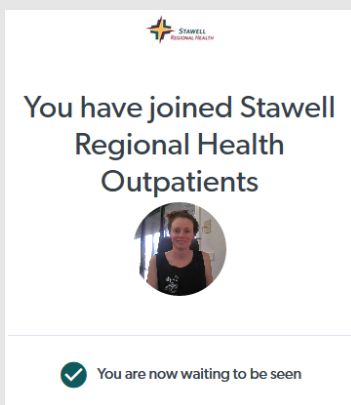 STAWELL
REGIONAL HEALTH
You have joined Stawell
Regional Health
Outpatients
You are now waiting to be seen